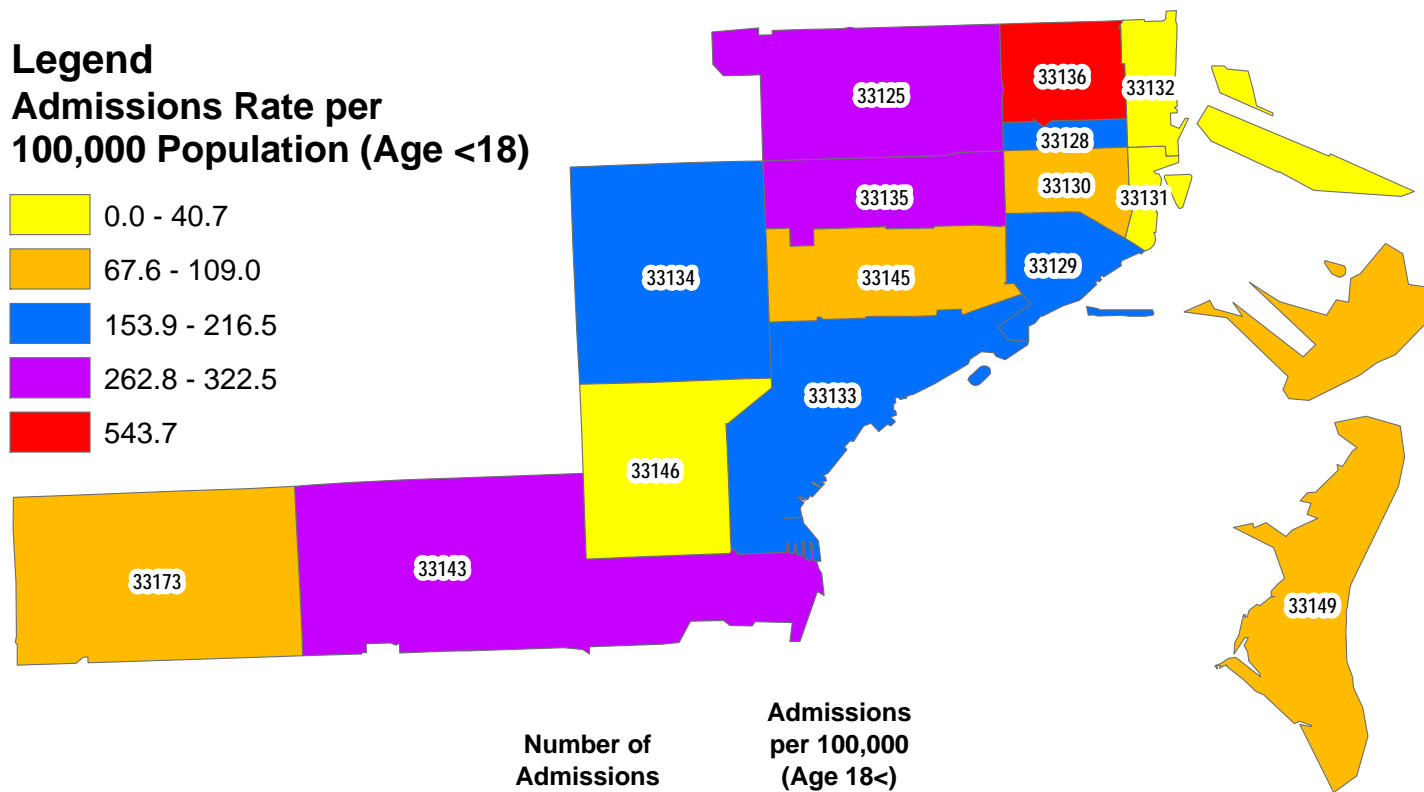 Legend
Admissions Rate per
100,000 Population (Age <18)
0.0 - 40.7
67.6 - 109.0
153.9 - 216.5
262.8 - 322.5
543.7
33136
33132
33125
33128
33130
33135
33131
33129
33134
33145
33133
33146
33143
33173
33149
Number of
Admissions
Admissions
per 100,000
(Age 18<)